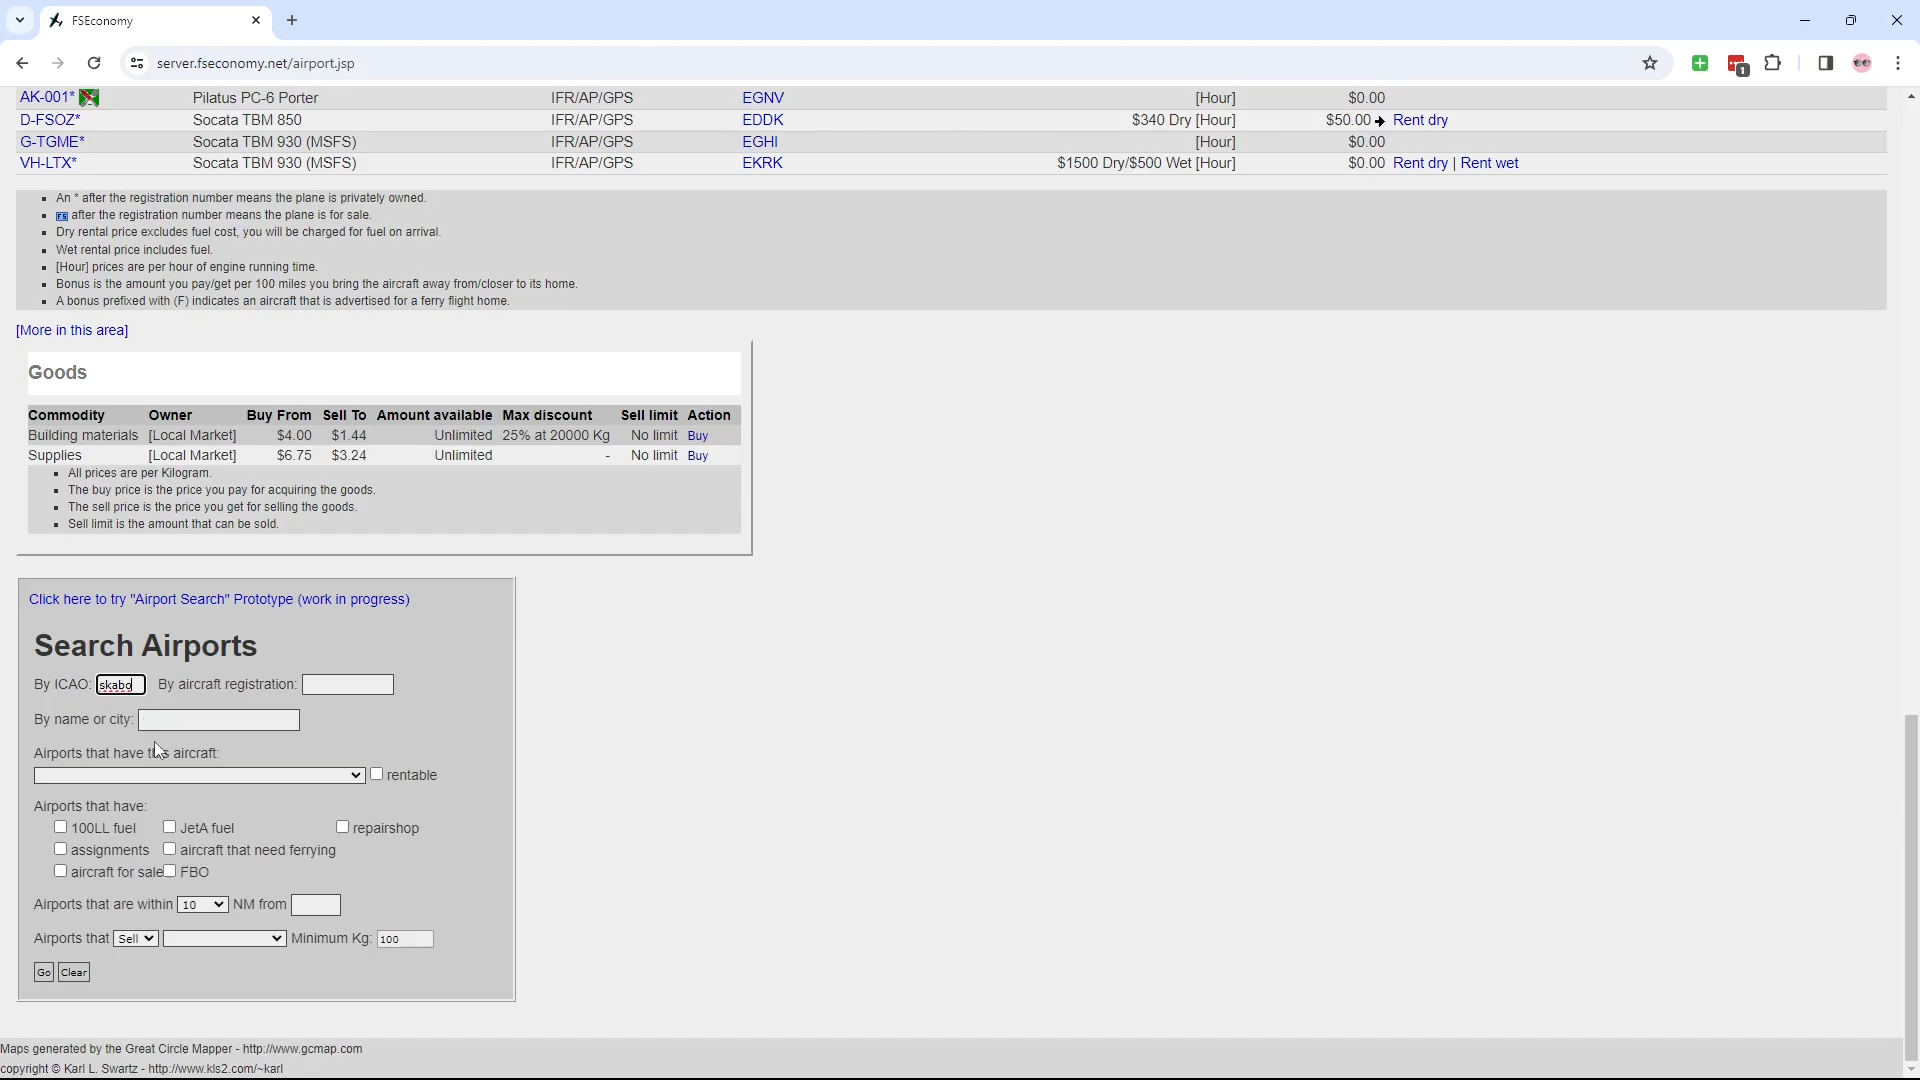 FSEconomy
server.fseconomy.net/airport.jsp
1
AK-001* Pilatus PC-6 Porter IFR/AP/GPS EGNV [Hour] $0.00
D-FSOZ* Socata TBM 850 IFR/AP/GPS EDDK $340 Dry [Hour] $50.00 Rent dry
G-TGME* Socata TBM 930 (MSFS) IFR/AP/GPS EGHI [Hour] $0.00
VH-LTX* Socata TBM 930 (MSFS) IFR/AP/GPS EKRK $1500 Dry/$500 Wet [Hour] $0.00 Rent dry | Rent wet
An * after the registration number means the plane is privately owned.
after the registration number means the plane is for sale.
Dry rental price excludes fuel cost, you will be charged for fuel on arrival.
Wet rental price includes fuel.
[Hour] prices are per hour of engine running time.
Bonus is the amount you pay/get per 100 miles you bring the aircraft away from/closer to its home.
A bonus prefixed with (F) indicates an aircraft that is advertised for a ferry flight home.
[More in this area]
Goods
Commodity Owner Buy From Sell To Amount available Max discount Sell limit Action
Building materials [Local Market] $4.00 $1.44 Unlimited 25% at 20000 Kg No limit Buy
Supplies [Local Market] $6.75 $3.24 Unlimited - No limit Buy
All prices are per Kilogram.
The buy price is the price you pay for acquiring the goods.
The sell price is the price you get for selling the goods.
Sell limit is the amount that can be sold.
Click here to try "Airport Search" Prototype (work in progress)
Search Airports
By ICAO: skabo By aircraft registration:
By name or city:
Airports that have this aircraft:
rentable
Airports that have:
100LL fuel JetA fuel repairshop
assignments aircraft that need ferrying
aircraft for sale FBO
Airports that are within 10 NM from
Airports that Sell Minimum Kg: 100
Go Clear
Maps generated by the Great Circle Mapper - http://www.gcmap.com
copyright © Karl L. Swartz - http://www.kls2.com/~karl